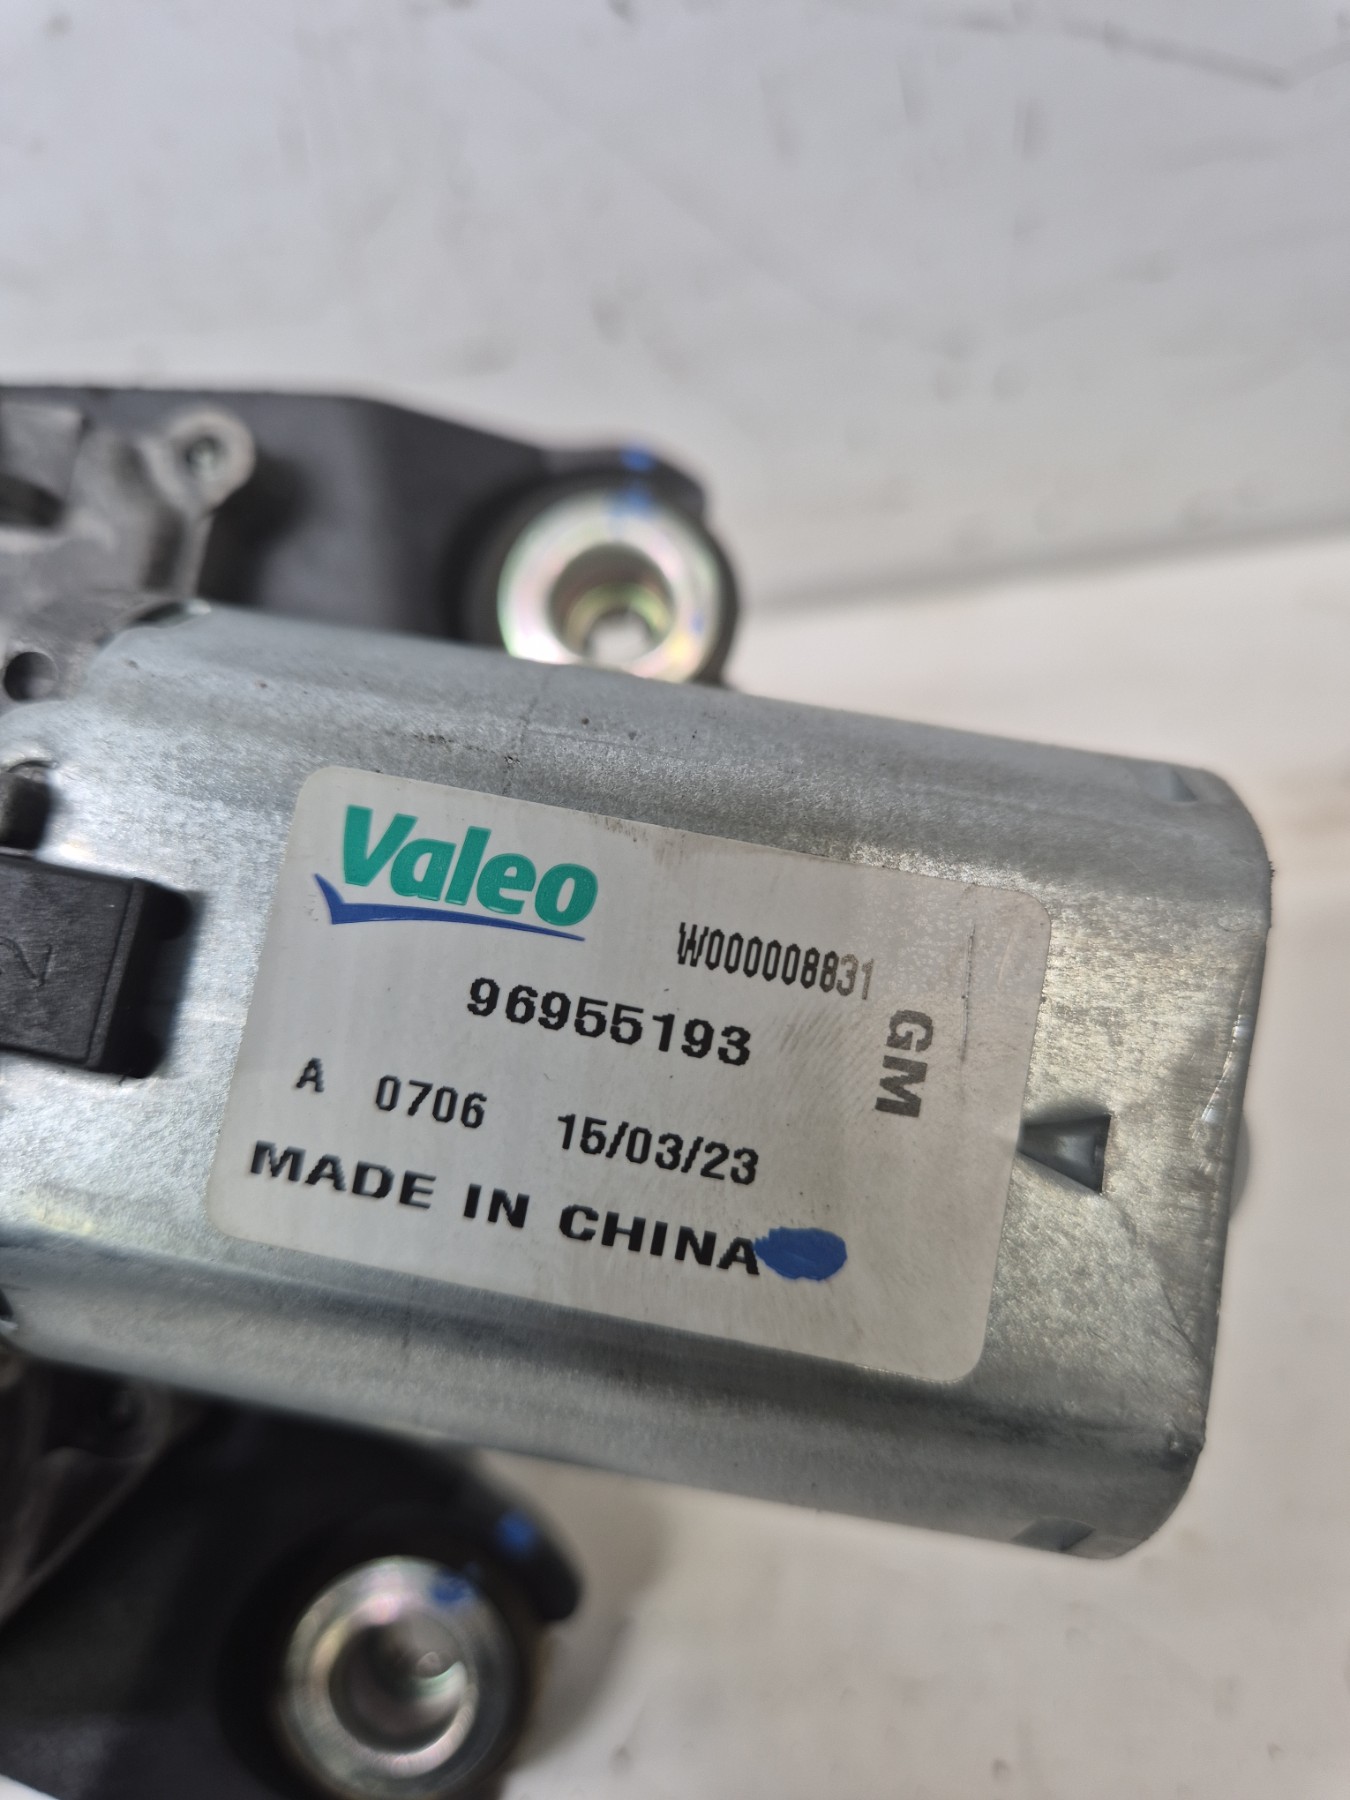 Valeo
W000008831
96955193
GM
A 0706 15/03/23
MADE IN CHINA